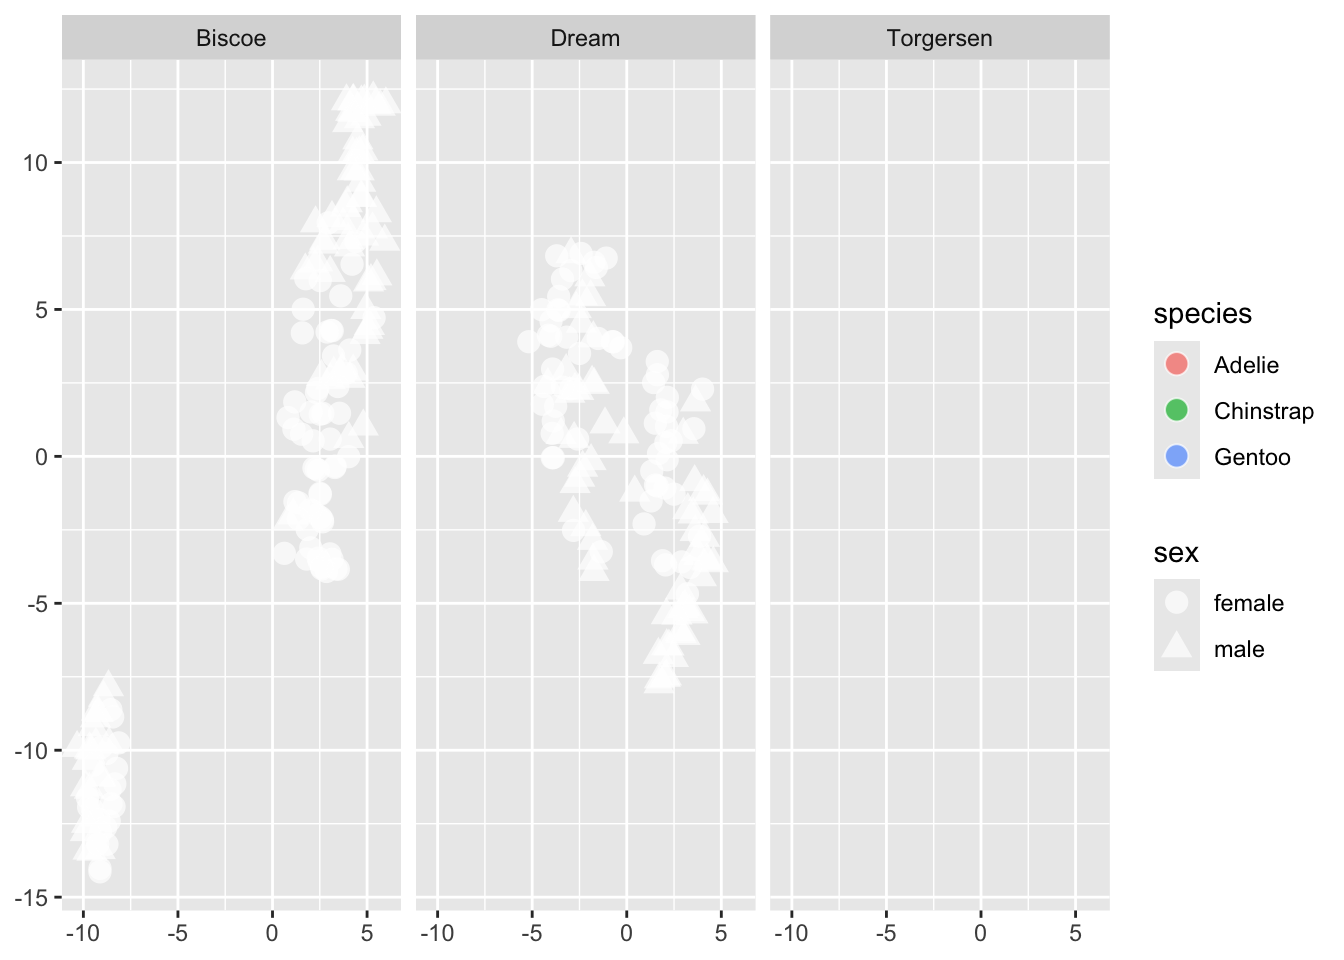 Biscoe Dream Torgersen
10
5
0
-5
-10
-15
-10 -5 0 5 -10 -5 0 5 -10 -5 0 5
species
Adelie
Chinstrap
Gentoo
sex
female
male